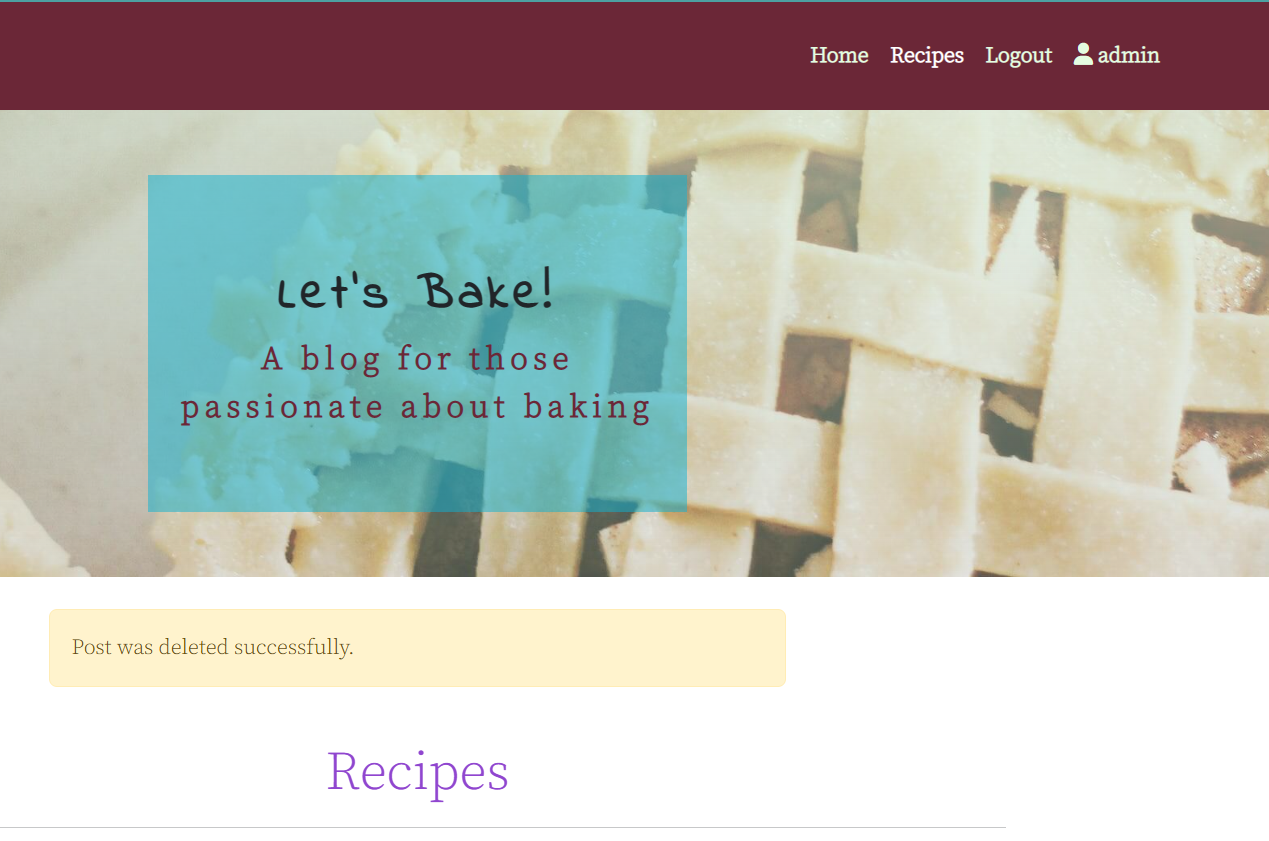 Home Recipes Logout admin
Let's Bake!
A blog for those
passionate about baking
Post was deleted successfully.
Recipes